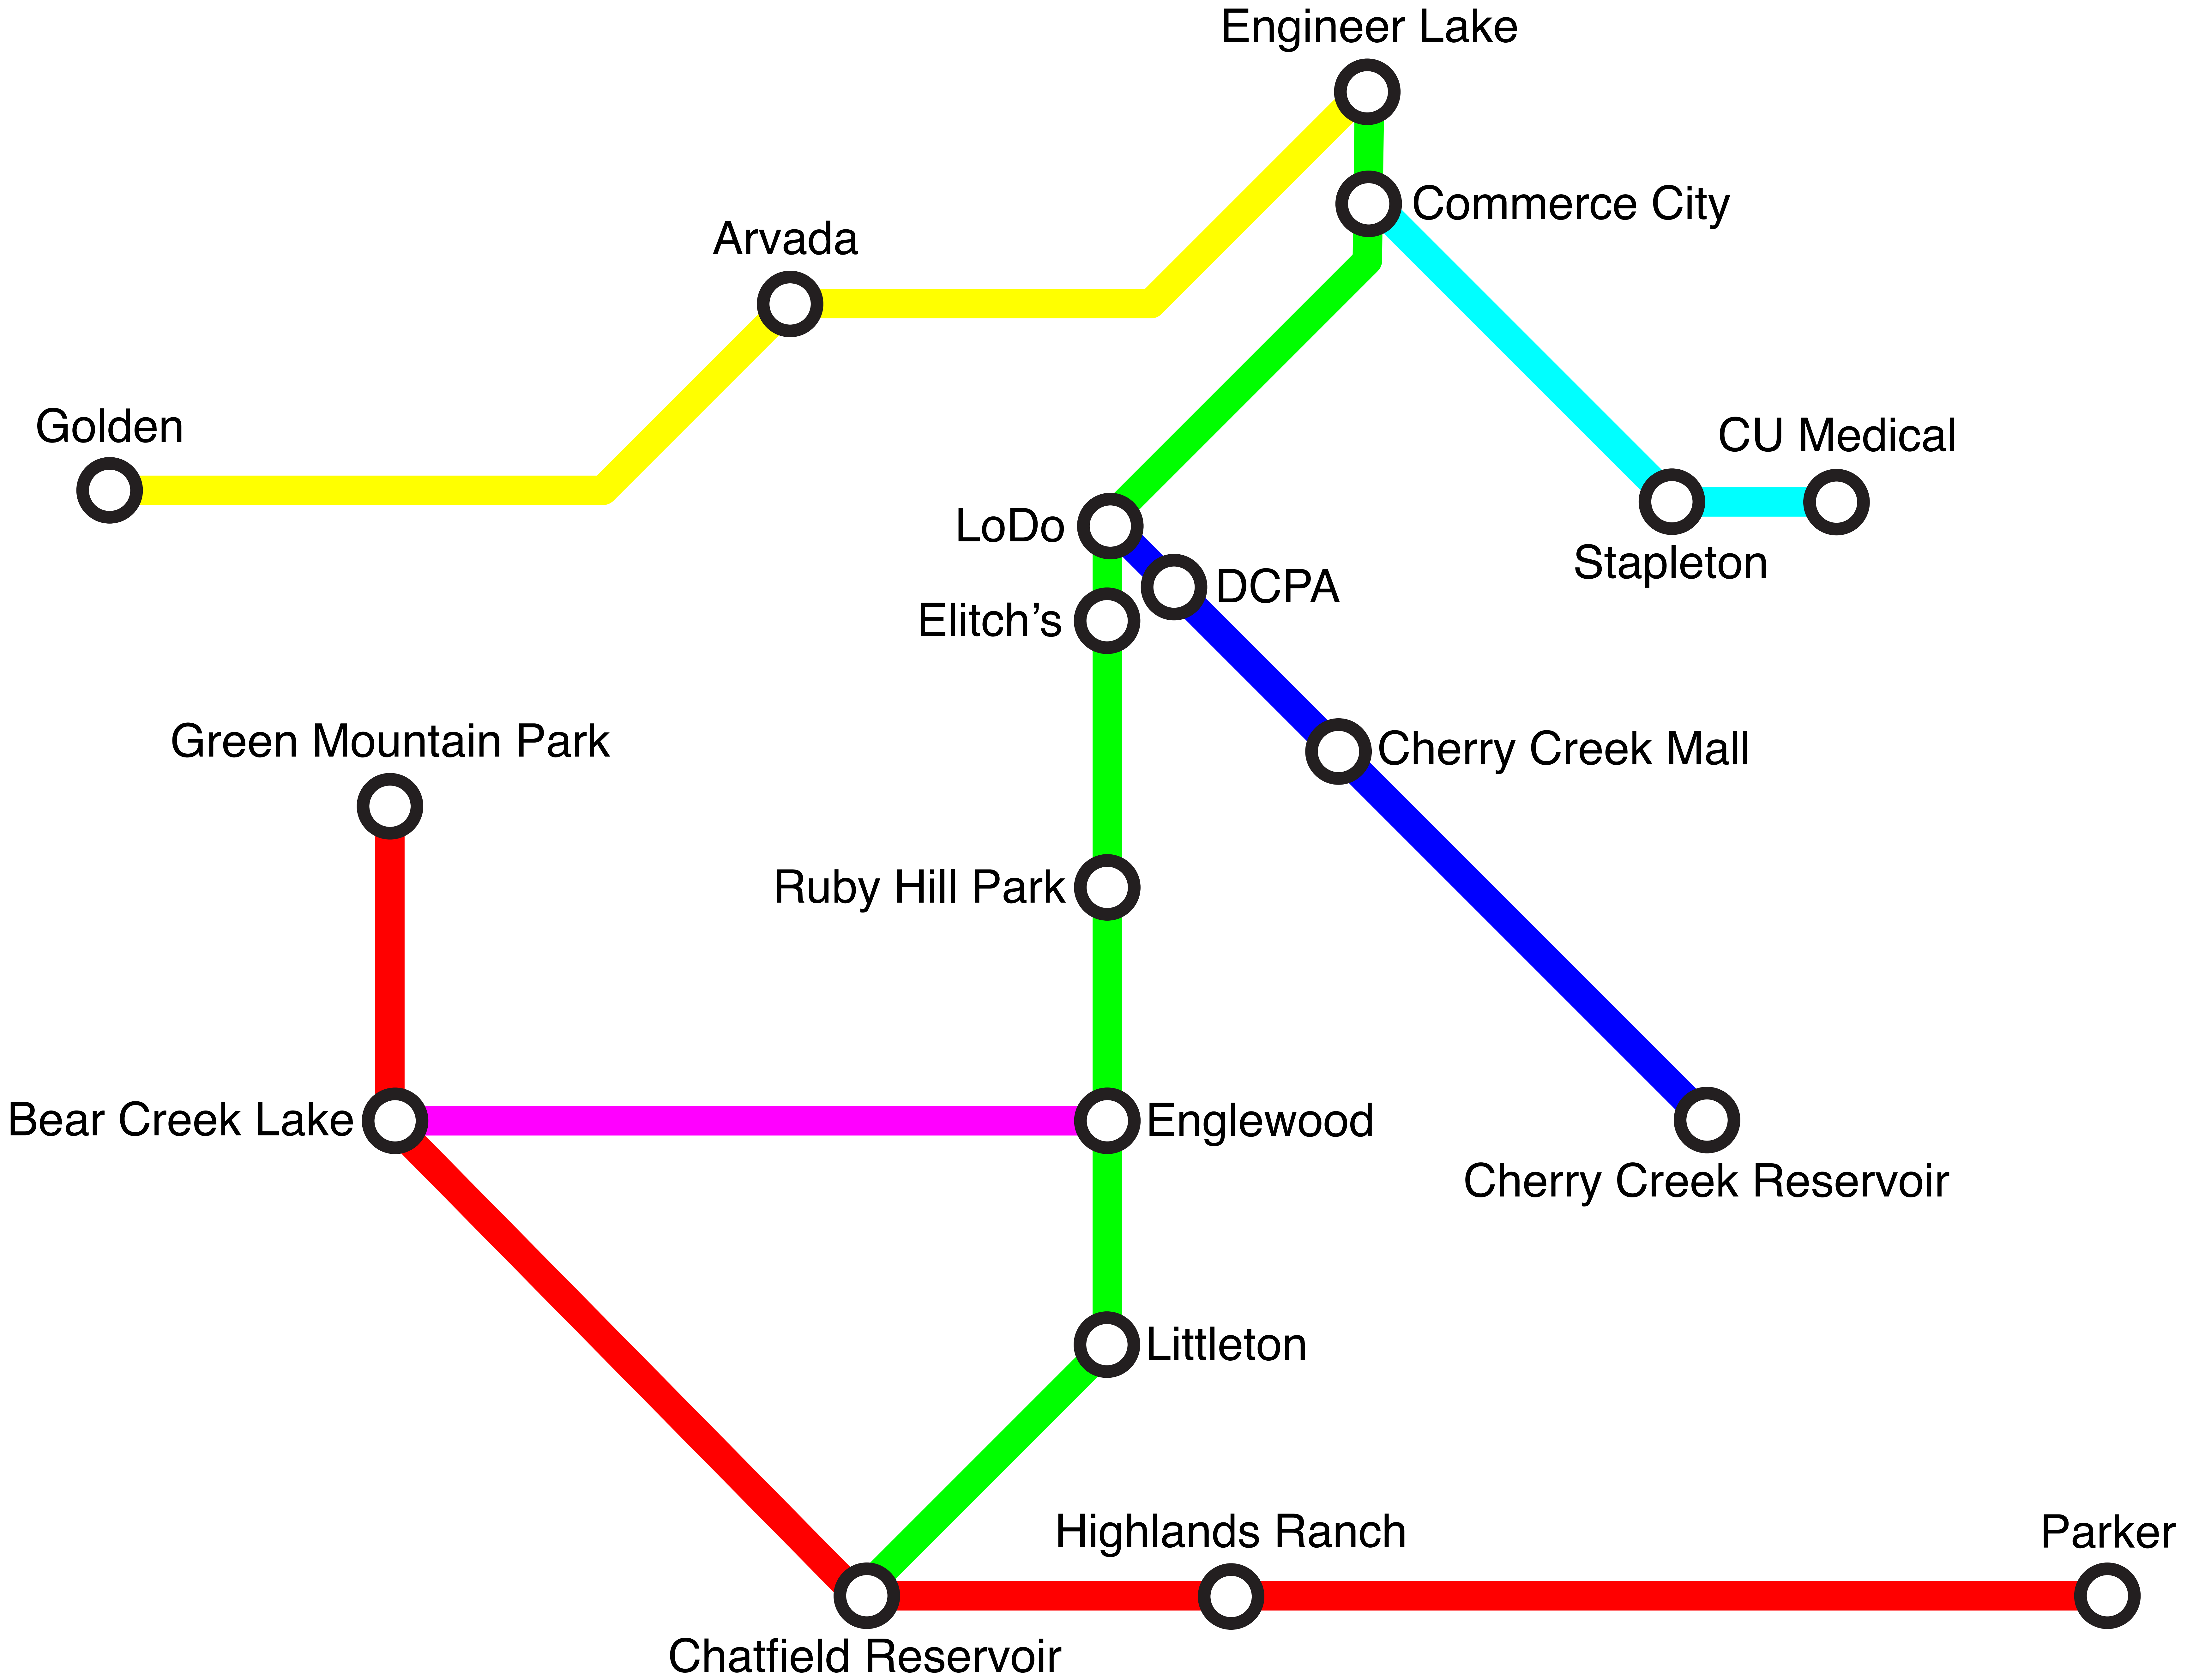 Engineer Lake
Commerce City
Arvada
Golden
CU Medical
LoDo
Stapleton
DCPA
Elitch’s
Green Mountain Park
Cherry Creek Mall
Ruby Hill Park
Bear Creek Lake
Englewood
Cherry Creek Reservoir
Littleton
Highlands Ranch
Parker
Chatfield Reservoir